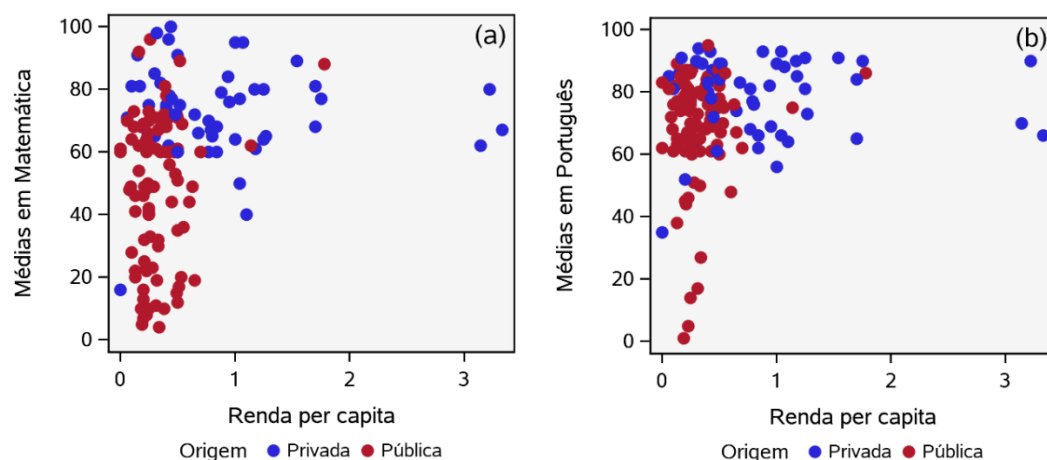 (a)
100
80
60
40
20
0
Médias em Matemática
0 1 2 3
Renda per capita
Origem Privada Pública
(b)
100
80
60
40
20
0
Médias em Português
0 1 2 3
Renda per capita
Origem Privada Pública